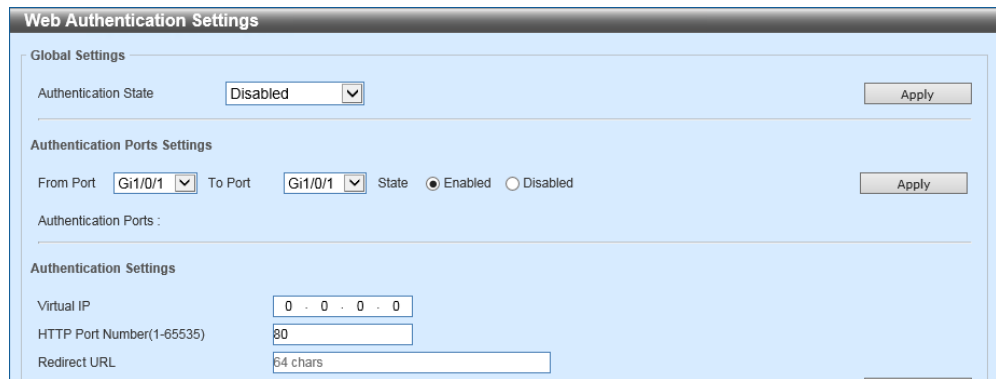 Web Authentication Settings
Global Settings
Authentication State Disabled Apply
Authentication Ports Settings
From Port Gi1/0/1 To Port Gi1/0/1 State Enabled Disabled Apply
Authentication Ports :
Authentication Settings
Virtual IP 0 . 0 . 0 . 0
HTTP Port Number(1-65535) 80
Redirect URL 64 chars